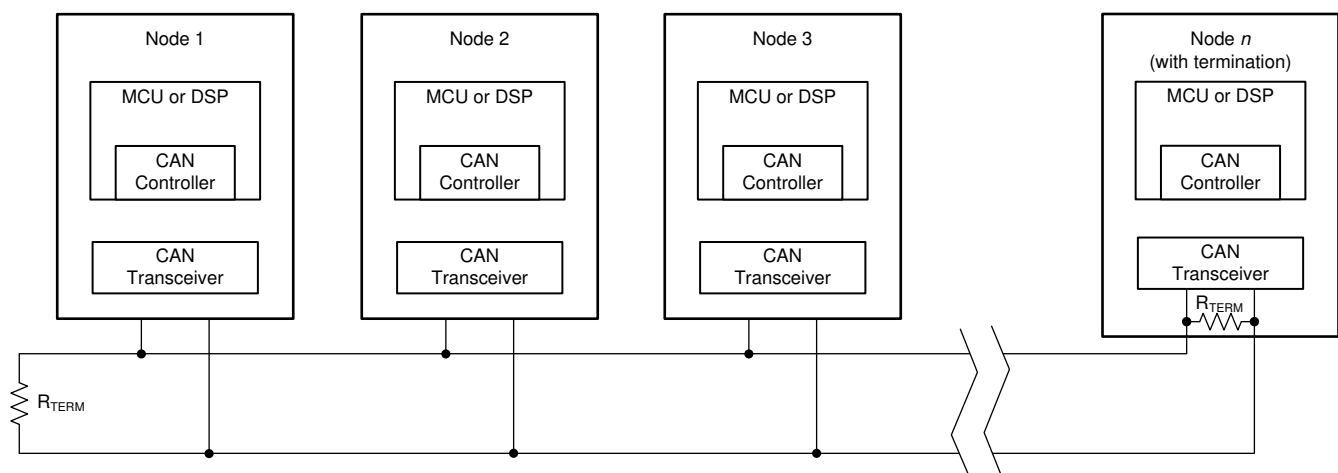 Node 1
MCU or DSP
CAN
Controller
CAN
Transceiver
Node 2
MCU or DSP
CAN
Controller
CAN
Transceiver
Node 3
MCU or DSP
CAN
Controller
CAN
Transceiver
Node n
(with termination)
MCU or DSP
CAN
Controller
CAN
Transceiver
RTERM
RTERM